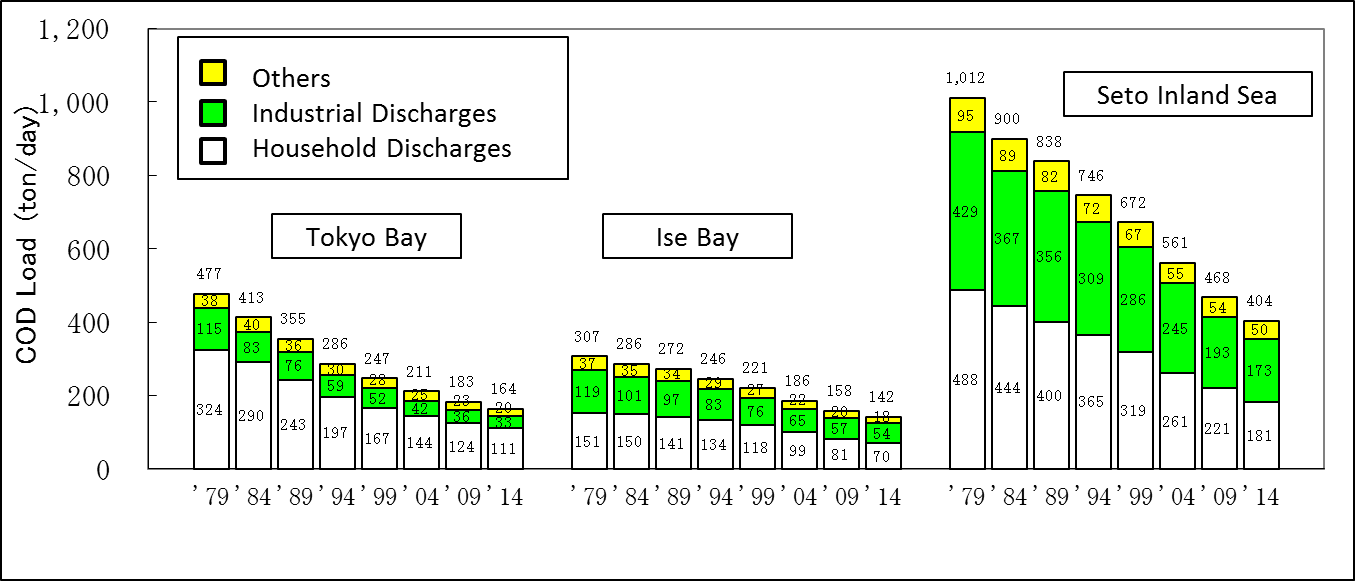 1,200
1,000
800
600
400
200
0
COD Load (ton/day)
Others
Industrial Discharges
Household Discharges
Tokyo Bay
477 413 355 286 247 211 183 164
38 40 36 30 28 25 23 20
115 83 76 59 52 42 36 33
324 290 243 197 167 144 124 111
'79 '84 '89 '94 '99 '04 '09 '14
Ise Bay
307 286 272 246 221 186 158 142
37 35 34 29 27 22 20 18
119 101 97 83 76 65 57 54
151 150 141 134 118 99 81 70
'79 '84 '89 '94 '99 '04 '09 '14
Seto Inland Sea
1,012 900 838 746 672 561 468 404
95 89 82 72 67 55 54 50
429 367 356 309 286 245 193 173
488 444 400 365 319 261 221 181
'79 '84 '89 '94 '99 '04 '09 '14